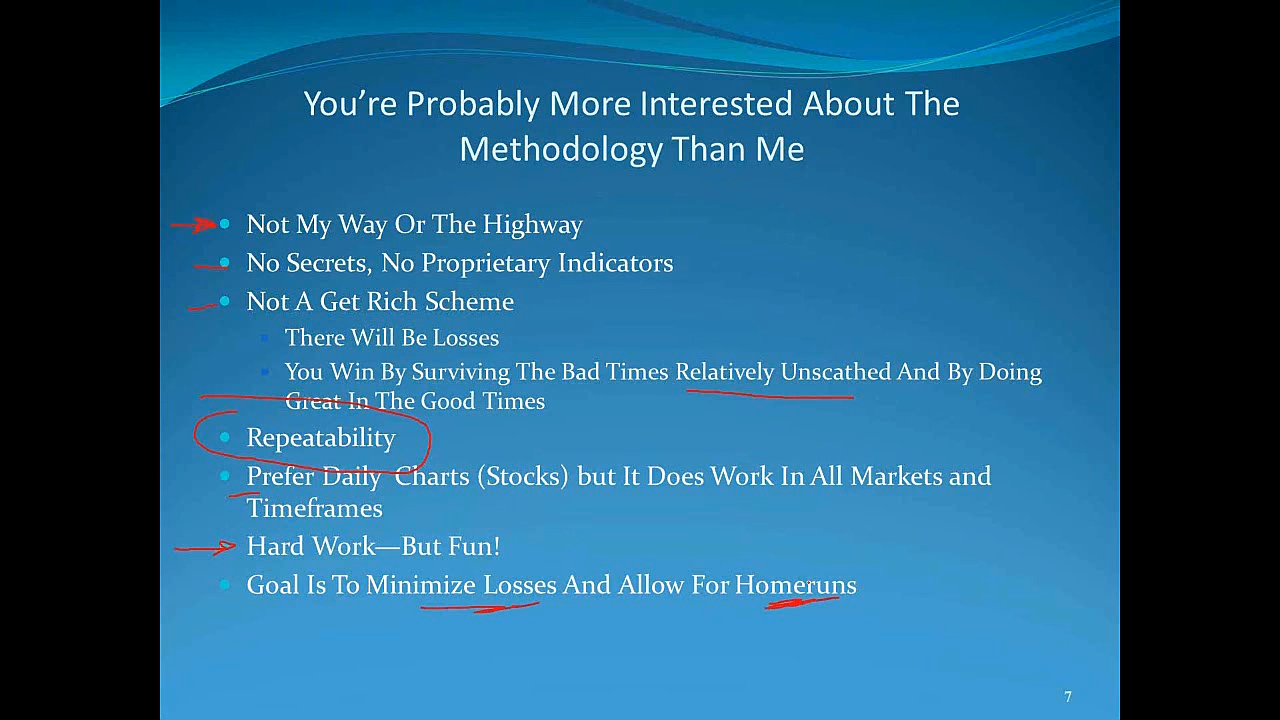 You're Probably More Interested About The
Methodology Than Me
Not My Way Or The Highway
No Secrets, No Proprietary Indicators
Not A Get Rich Scheme
There Will Be Losses
You Win By Surviving The Bad Times Relatively Unscathed And By Doing
Great In The Good Times
Repeatability
Prefer Daily Charts (Stocks) but It Does Work In All Markets and
Timeframes
Hard Work—But Fun!
Goal Is To Minimize Losses And Allow For Homeruns
7